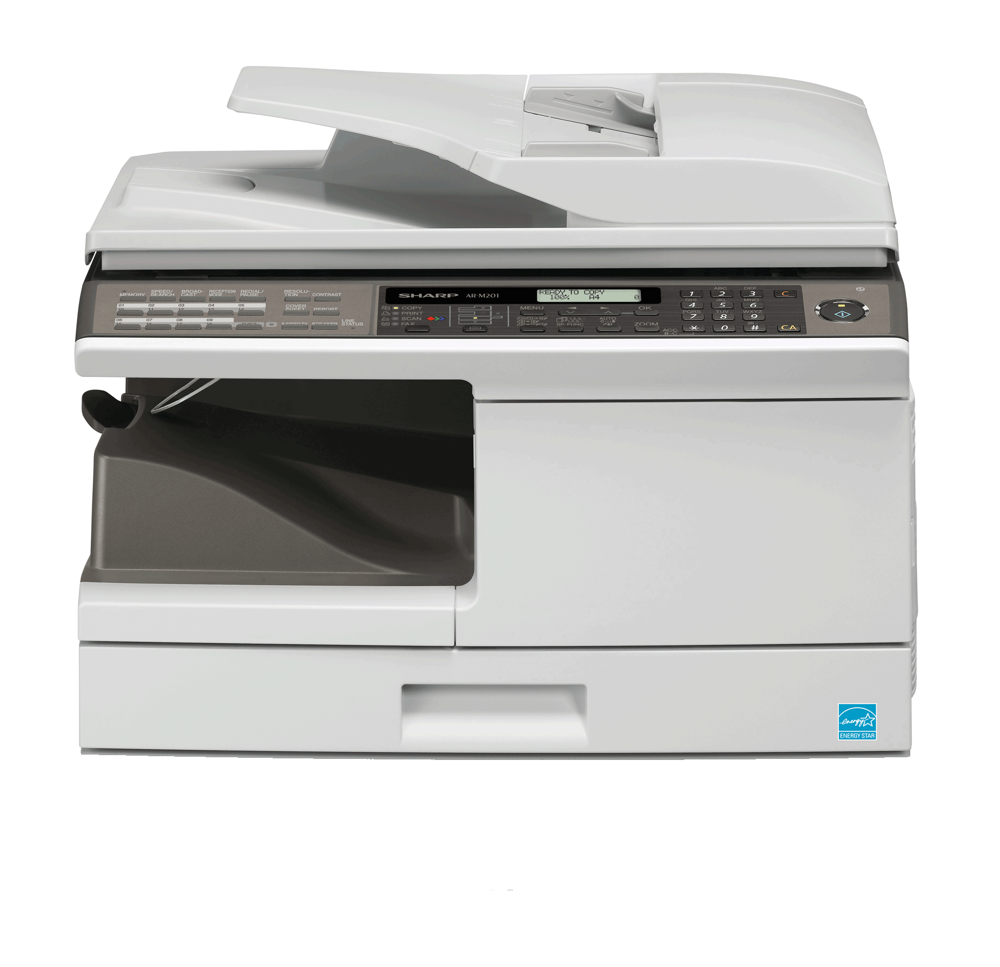 MEMORY
SPEED/
SEARCH
BROAD-
CAST
RECEPTION
MODE
REDIAL/
PAUSE
RESOLU-
TION
CONTRAST
01 02 03 04 05
COVER
SHEET
REPORT
06 07 08 09
LINE
STATUS
SHARP AR-M201
READY TO COPY
100% A4 0
COPY
PRINT
SCAN
FAX
MENU
OK
SP. FUNC
AUTO
ZOOM
ACC.
#-C
ABC DEF
1 2 3 C
GHI JKL MNO
4 5 6
PQRS TUV WXYZ
7 8 9
* 0 # CA
energy
ENERGY STAR